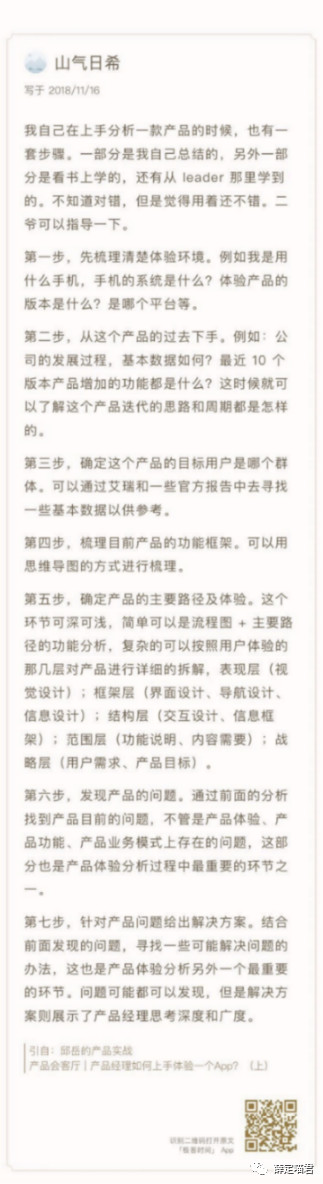 山气日希
写于 2018/11/16
我自己在上手分析一款产品的时候，也有一
套步骤。一部分是我自己总结的，另外一部
分是看书上学的，还有从 leader 那里学到
的。不知道对错，但是觉得用着还不错。二
爷可以指导一下。
第一步，先梳理清楚体验环境。例如我是用
什么手机，手机的系统是什么？体验产品的
版本是什么？是哪个平台等。
第二步，从这个产品的过去下手。例如：公
司的发展过程，基本数据如何？最近 10 个
版本产品增加的功能都是什么？这时候就可
以了解这个产品迭代的思路和周期都是怎样
的。
第三步，确定这个产品的目标用户是哪个群
体。可以通过艾瑞和一些官方报告中去寻找
一些基本数据以供参考。
第四步，梳理目前产品的功能框架。可以用
思维导图的方式进行梳理。
第五步，确定产品的主要路径及体验。这个
环节可深可浅，简单可以是流程图 + 主要路
径的功能分析，复杂的可以按照用户体验的
那几层对产品进行详细的拆解，表现层（视
觉设计）；框架层（界面设计、导航设计、
信息设计）；结构层（交互设计、信息框
架）；范围层（功能说明、内容需要）；战
略层（用户需求、产品目标）。
第六步，发现产品的问题。通过前面的分析
找到产品目前的问题，不管是产品体验、产
品功能、产品业务模式上存在的问题，这部
分也是产品体验分析过程中最重要的环节之
一。
第七步，针对产品问题给出解决方案。结合
前面发现的问题，寻找一些可能解决问题的
办法，这也是产品体验分析另外一个最重要
的环节。问题可能都可以发现，但是解决方
案则展示了产品经理思考深度和广度。
引自：邱岳的产品实战
产品会客厅 | 产品经理如何上手体验一个App？（上）
识别二维码打开原文
「极客时间」 App
薛定喵君